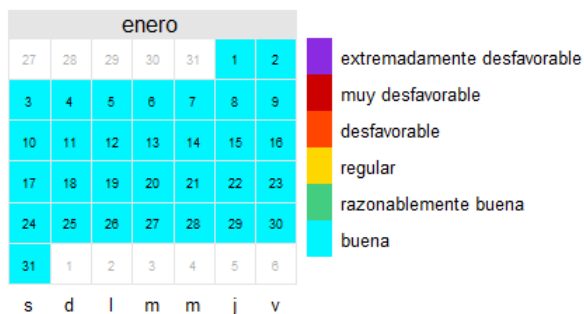 enero
27 28 29 30 31 1 2
3 4 5 6 7 8 9
10 11 12 13 14 15 16
17 18 19 20 21 22 23
24 25 26 27 28 29 30
31 1 2 3 4 5 6
s d l m m j v
extremadamente desfavorable
muy desfavorable
desfavorable
regular
razonablemente buena
buena